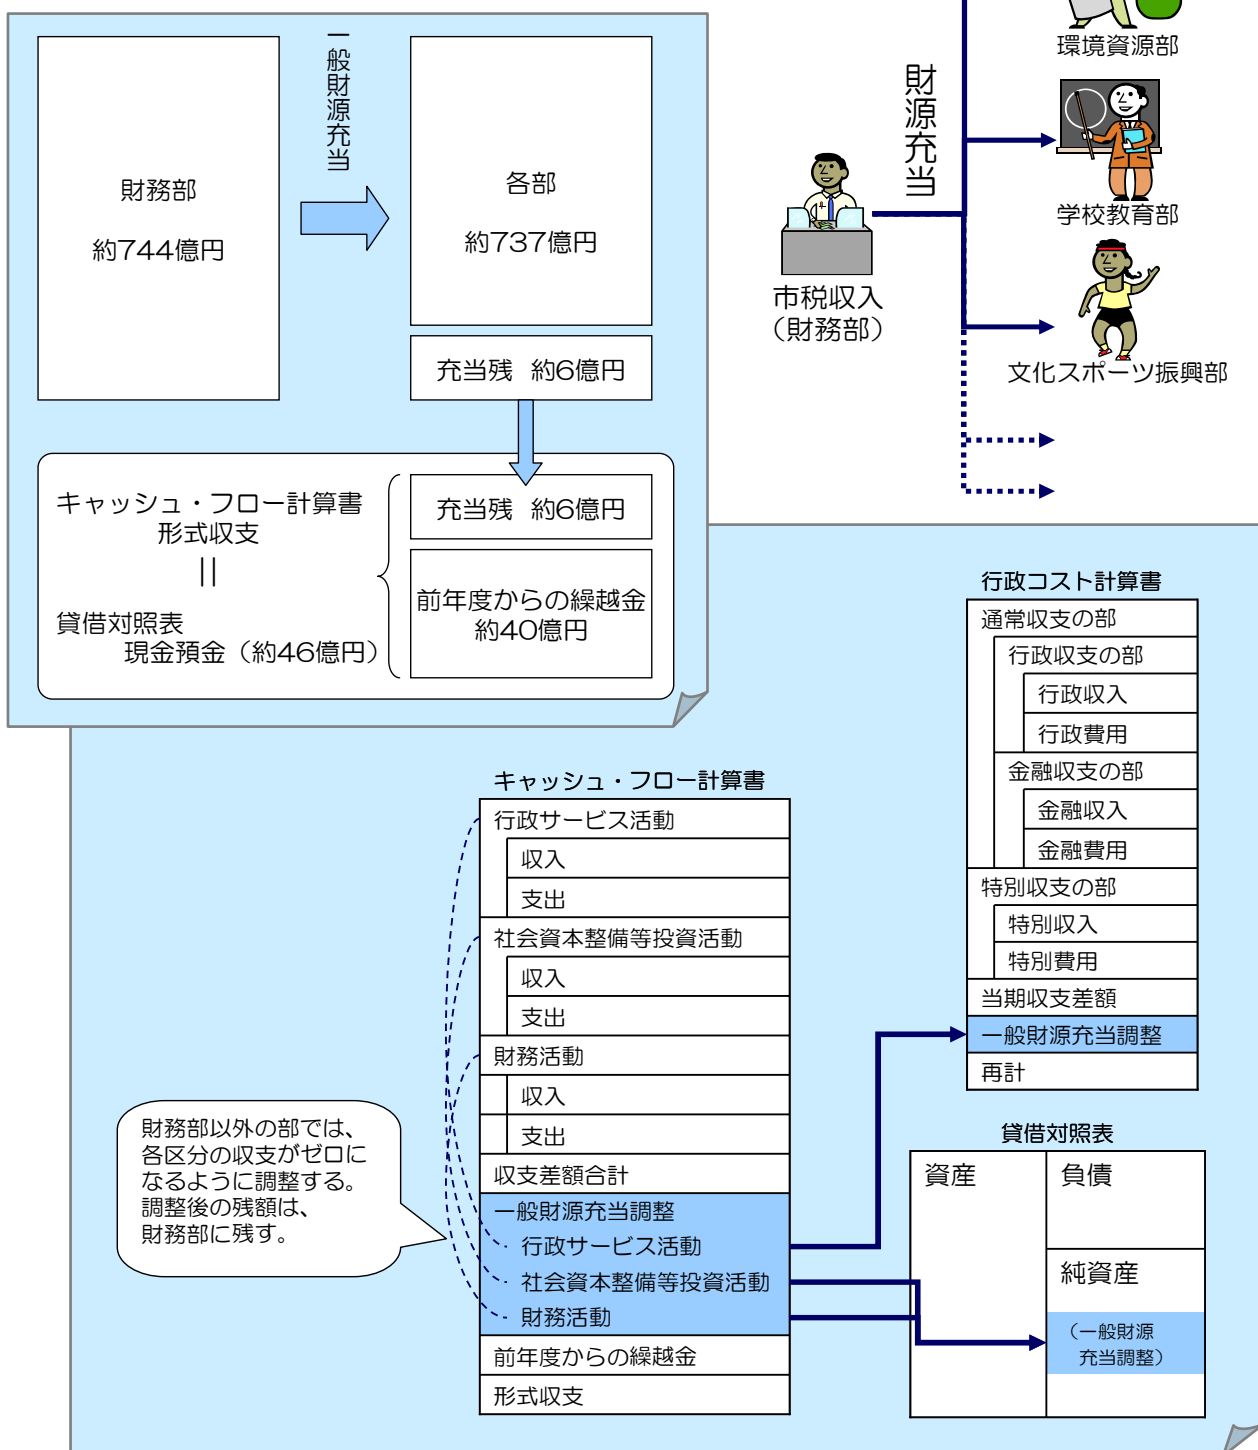 一般財源充当
財務部
約744億円
各部
約737億円
充当残 約6億円
キャッシュ・フロー計算書
形式収支
||
貸借対照表
現金預金（約46億円）
充当残 約6億円
前年度からの繰越金
約40億円
財源充当
市税収入
（財務部）
環境資源部
学校教育部
文化スポーツ振興部
行政コスト計算書
通常収支の部
行政収支の部
行政収入
行政費用
金融収支の部
金融収入
金融費用
特別収支の部
特別収入
特別費用
当期収支差額
一般財源充当調整
再計
キャッシュ・フロー計算書
行政サービス活動
収入
支出
社会資本整備等投資活動
収入
支出
財務活動
収入
支出
収支差額合計
一般財源充当調整
行政サービス活動
社会資本整備等投資活動
財務活動
前年度からの繰越金
形式収支
財務部以外の部では、
各区分の収支がゼロに
なるように調整する。
調整後の残額は、
財務部に残す。
貸借対照表
資産
負債
純資産
（一般財源
充当調整）